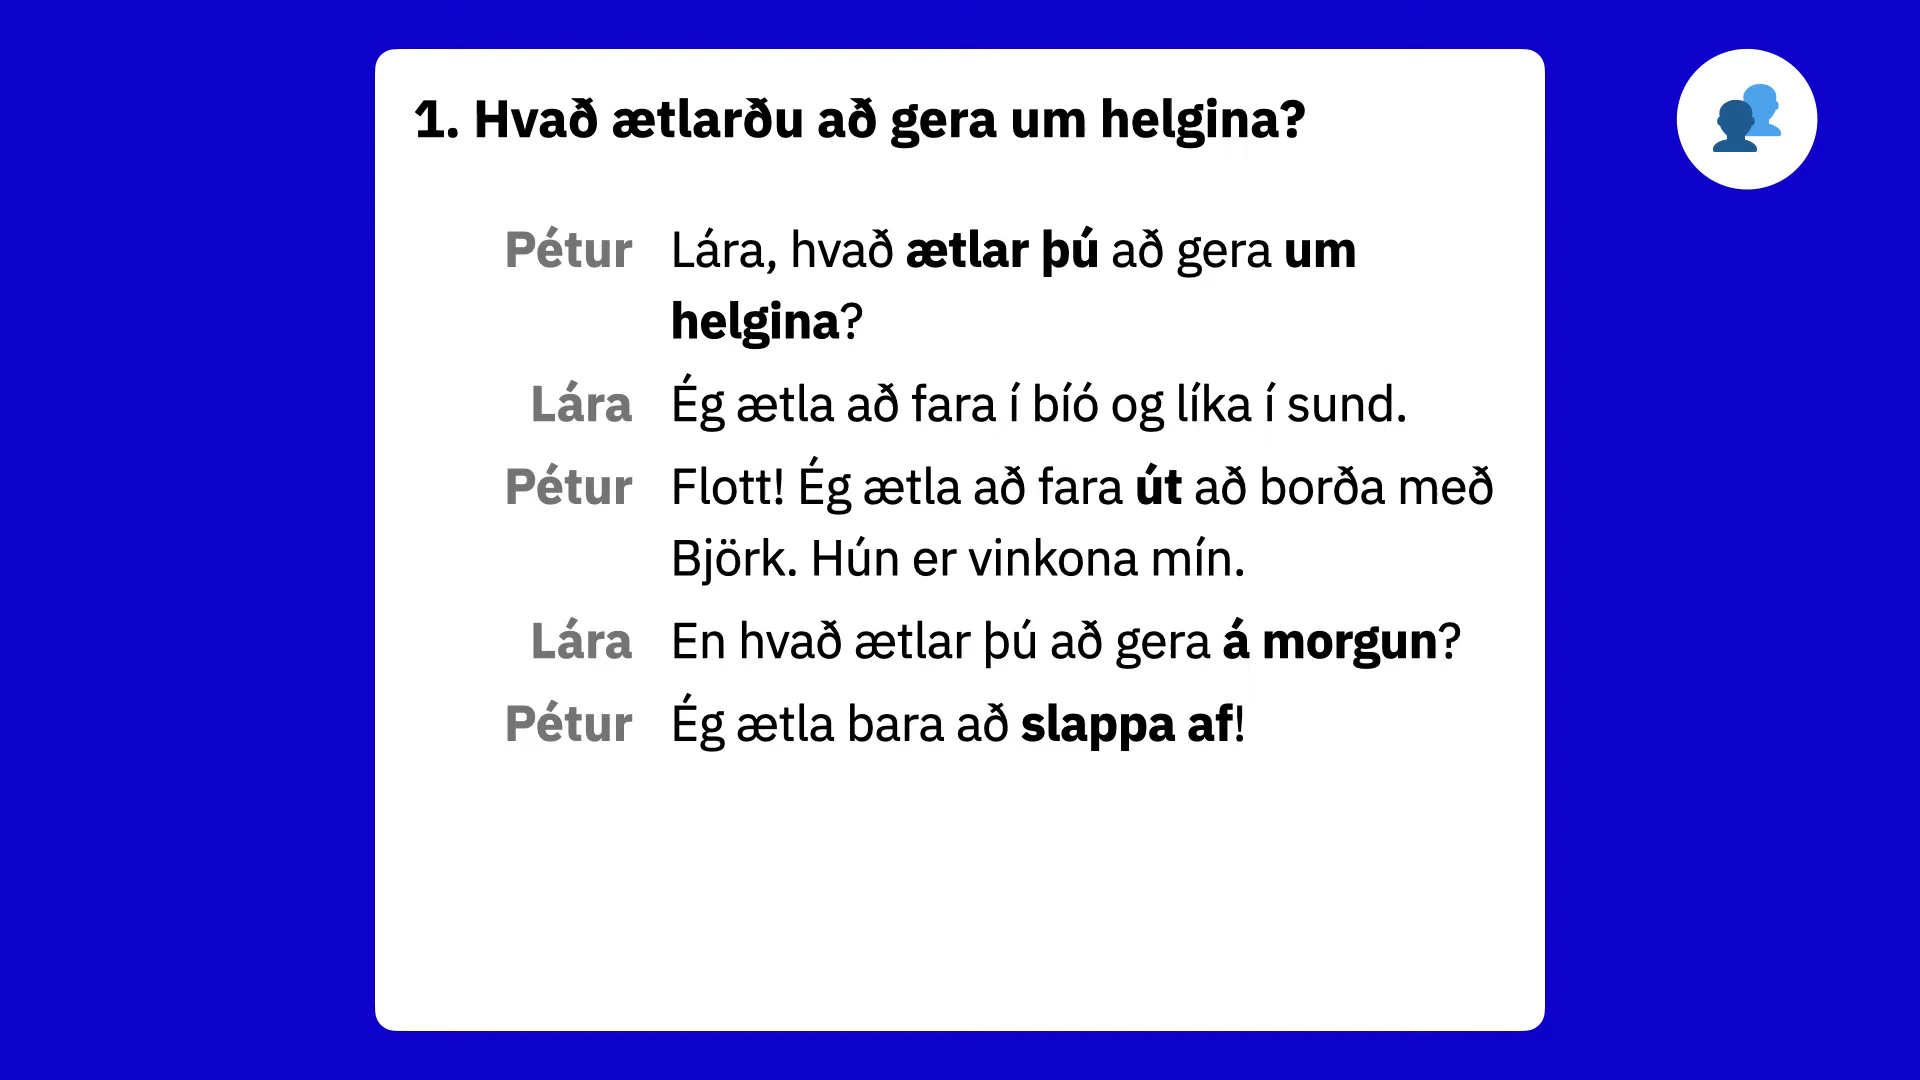 1. Hvað ætlarðu að gera um helgina?
Pétur Lára, hvað ætlar þú að gera um
helgina?
Lára Ég ætla að fara í bíó og líka í sund.
Pétur Flott! Ég ætla að fara út að borða með
Björk. Hún er vinkona mín.
Lára En hvað ætlar þú að gera á morgun?
Pétur Ég ætla bara að slappa af!